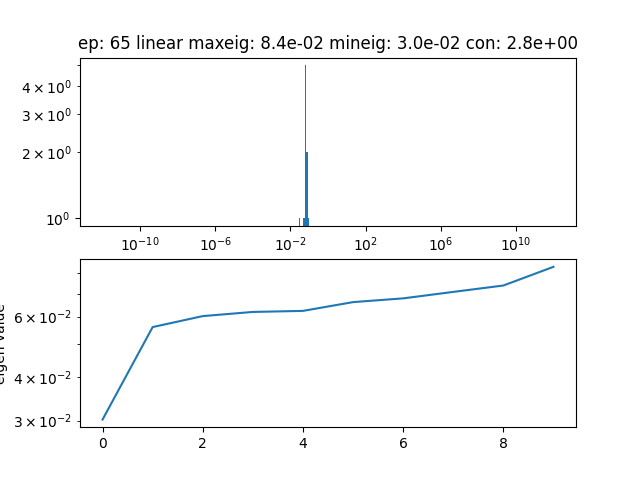 ep: 65 linear maxeig: 8.4e-02 mineig: 3.0e-02 con: 2.8e+00
4 × 10⁰
3 × 10⁰
2 × 10⁰
10⁰
10⁻¹⁰ 10⁻⁶ 10⁻² 10² 10⁶ 10¹⁰
eigen value
6 × 10⁻²
4 × 10⁻²
3 × 10⁻²
0 2 4 6 8